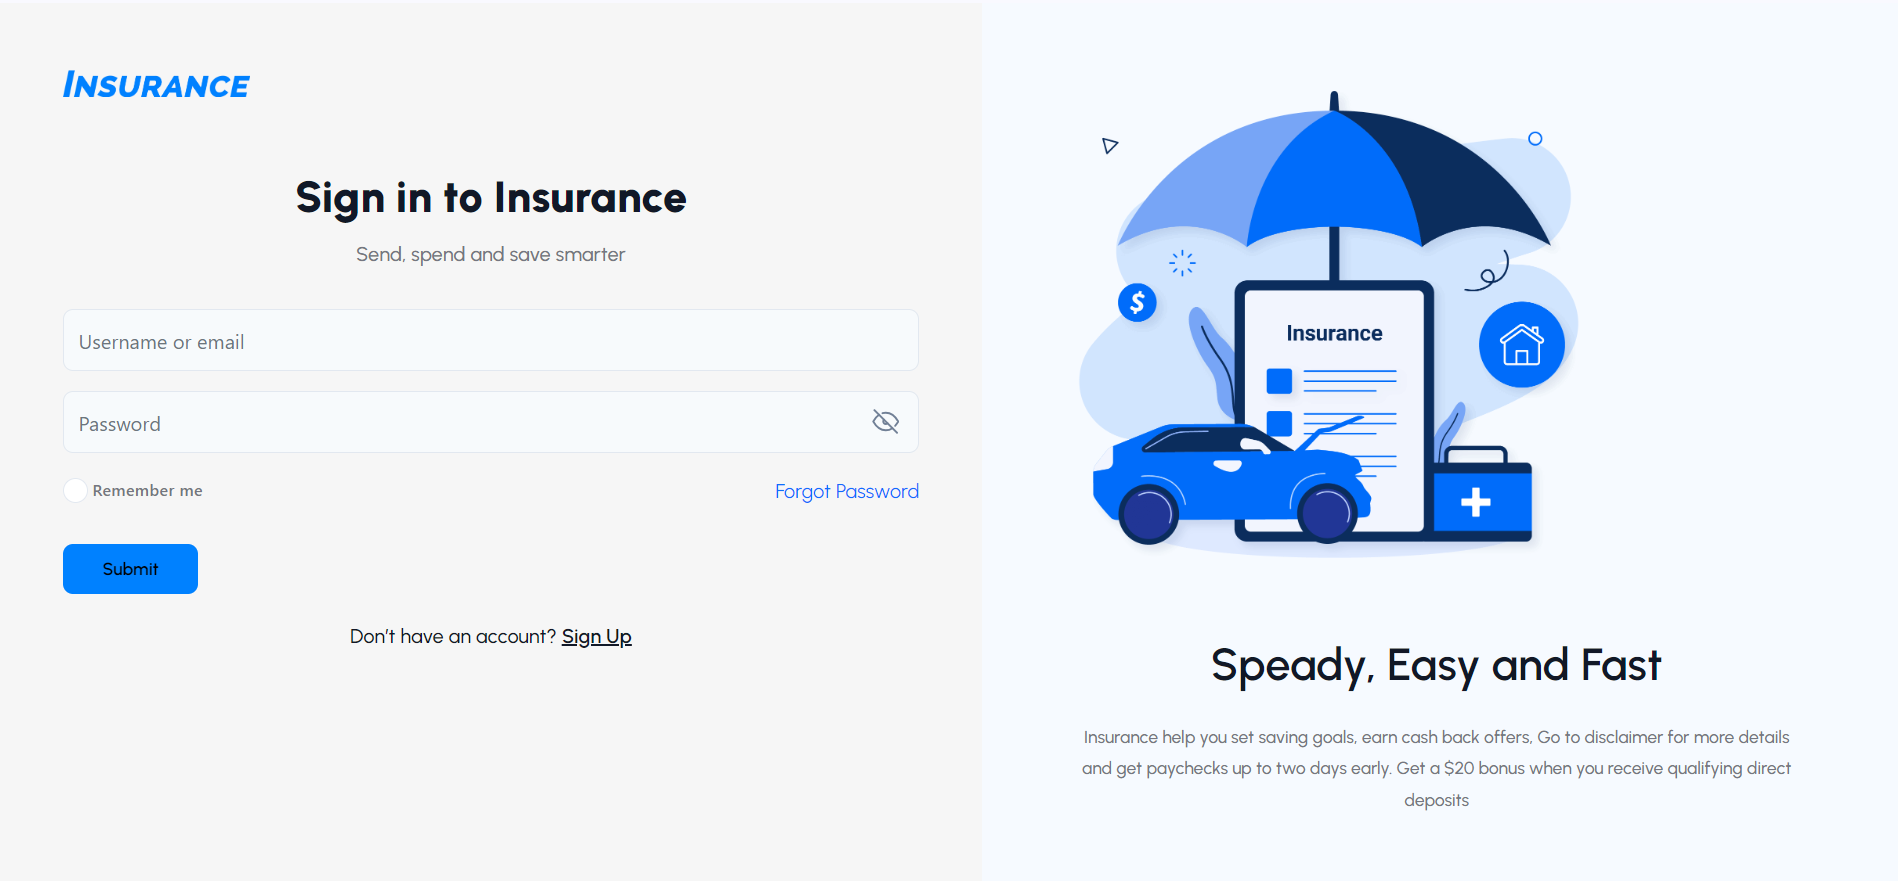 INSURANCE
Sign in to Insurance
Send, spend and save smarter
Username or email
Password
Remember me
Forgot Password
Submit
Don't have an account? Sign Up
$
Insurance
Speady, Easy and Fast
Insurance help you set saving goals, earn cash back offers, Go to disclaimer for more details
and get paychecks up to two days early. Get a $20 bonus when you receive qualifying direct
deposits